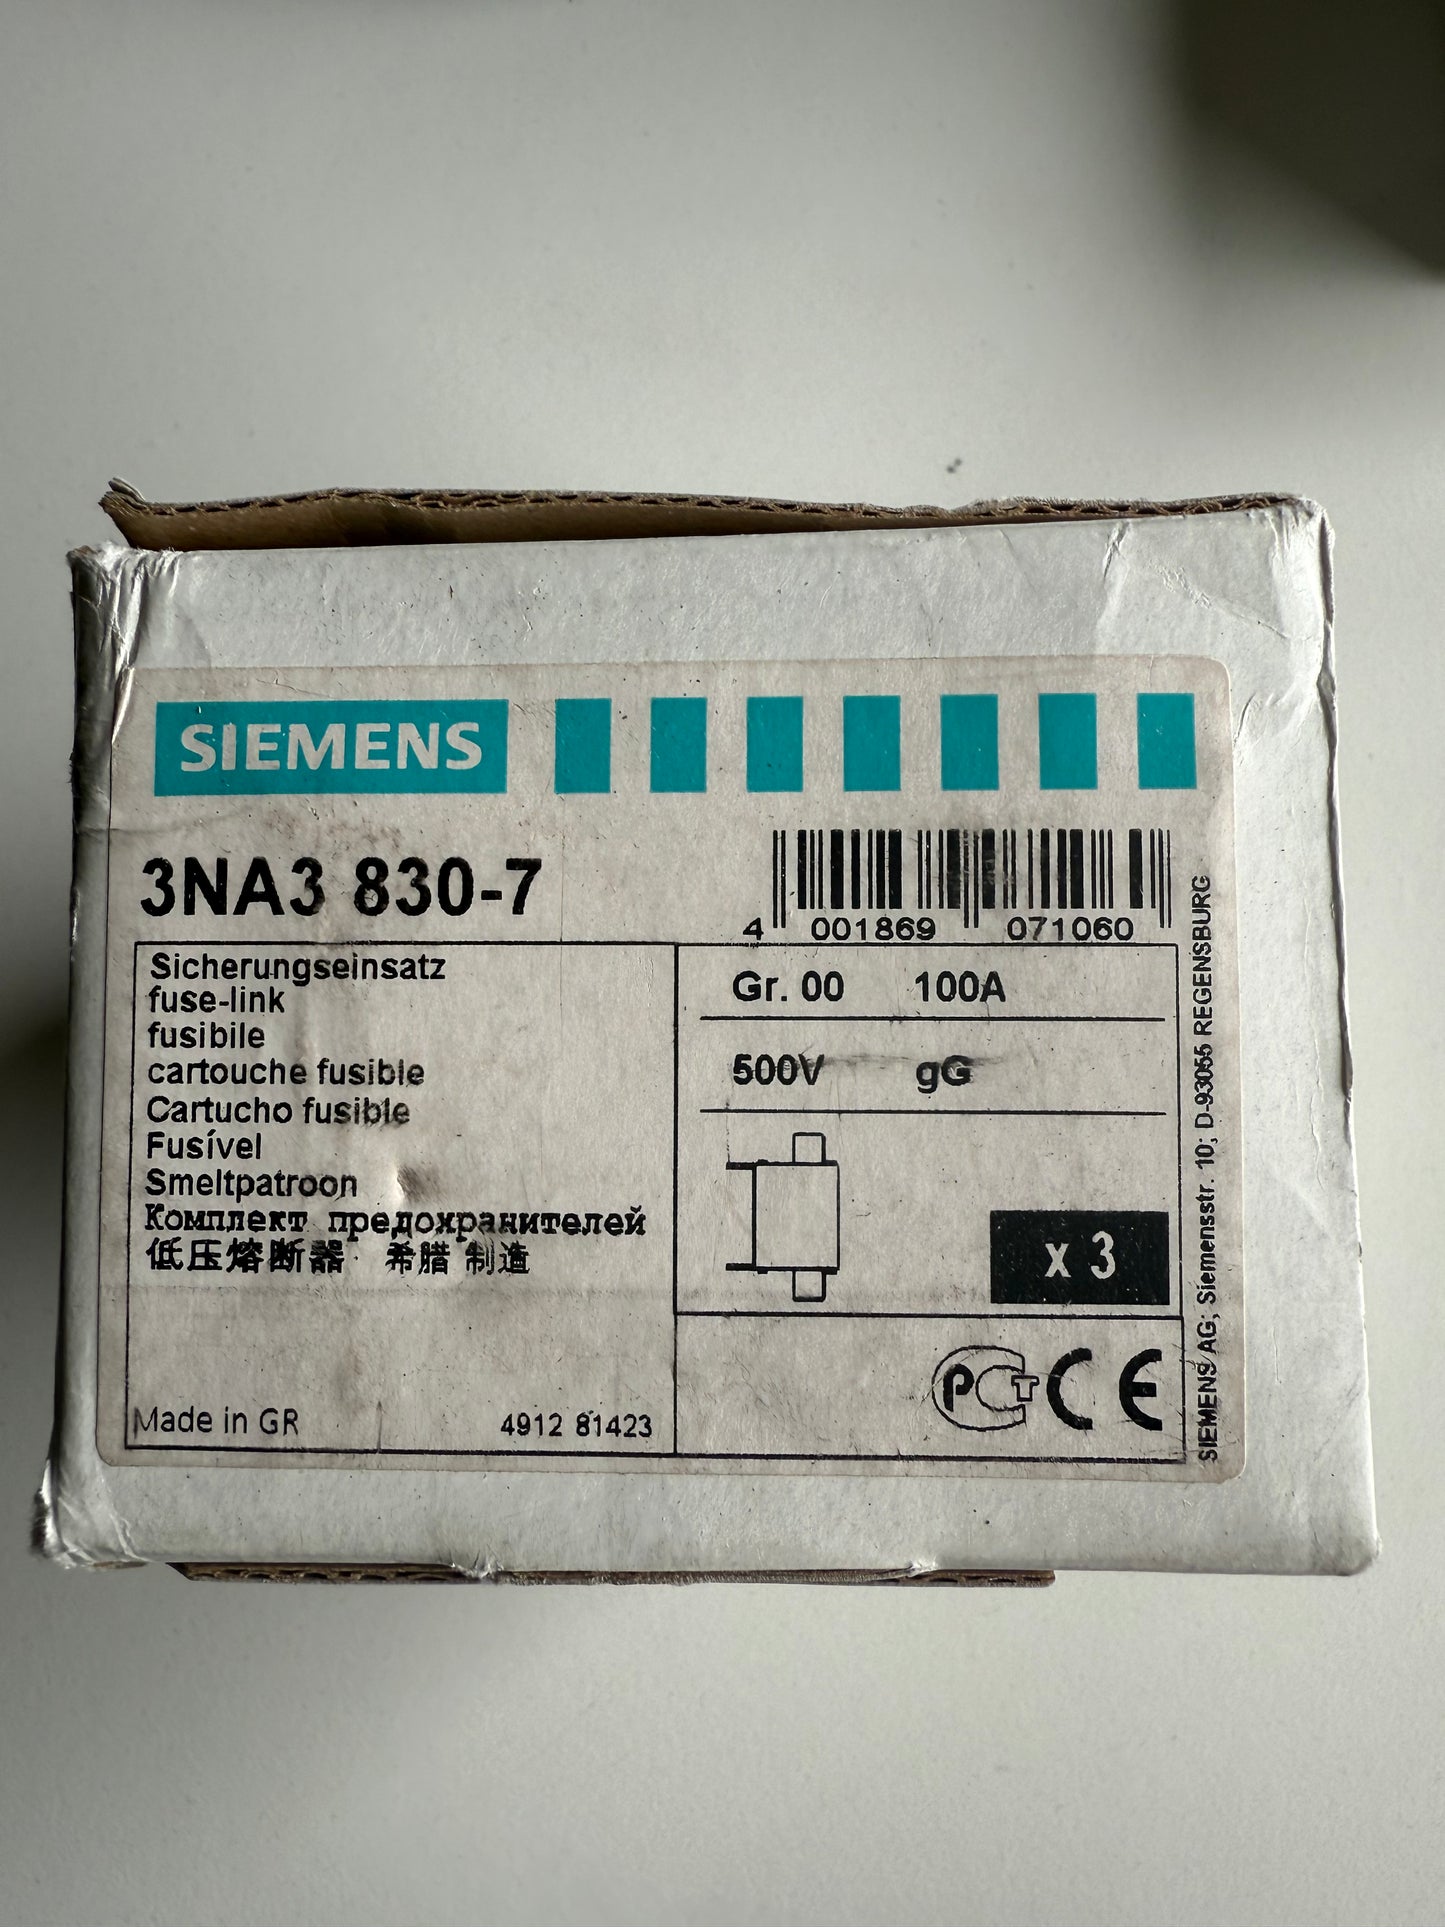 SIEMENS
3NA3 830-7
4 001869 071060
Sicherungseinsatz
fuse-link
fusibile
cartouche fusible
Cartucho fusible
Fusível
Smeltpatroon
Комплект предохранителей
低压熔断器 希腊 制造
Made in GR 4912 81423
Gr. 00 100A
500V gG
x 3
PCT CE
SIEMENS AG; Siemensstr. 10; D-93055 REGENSBURG